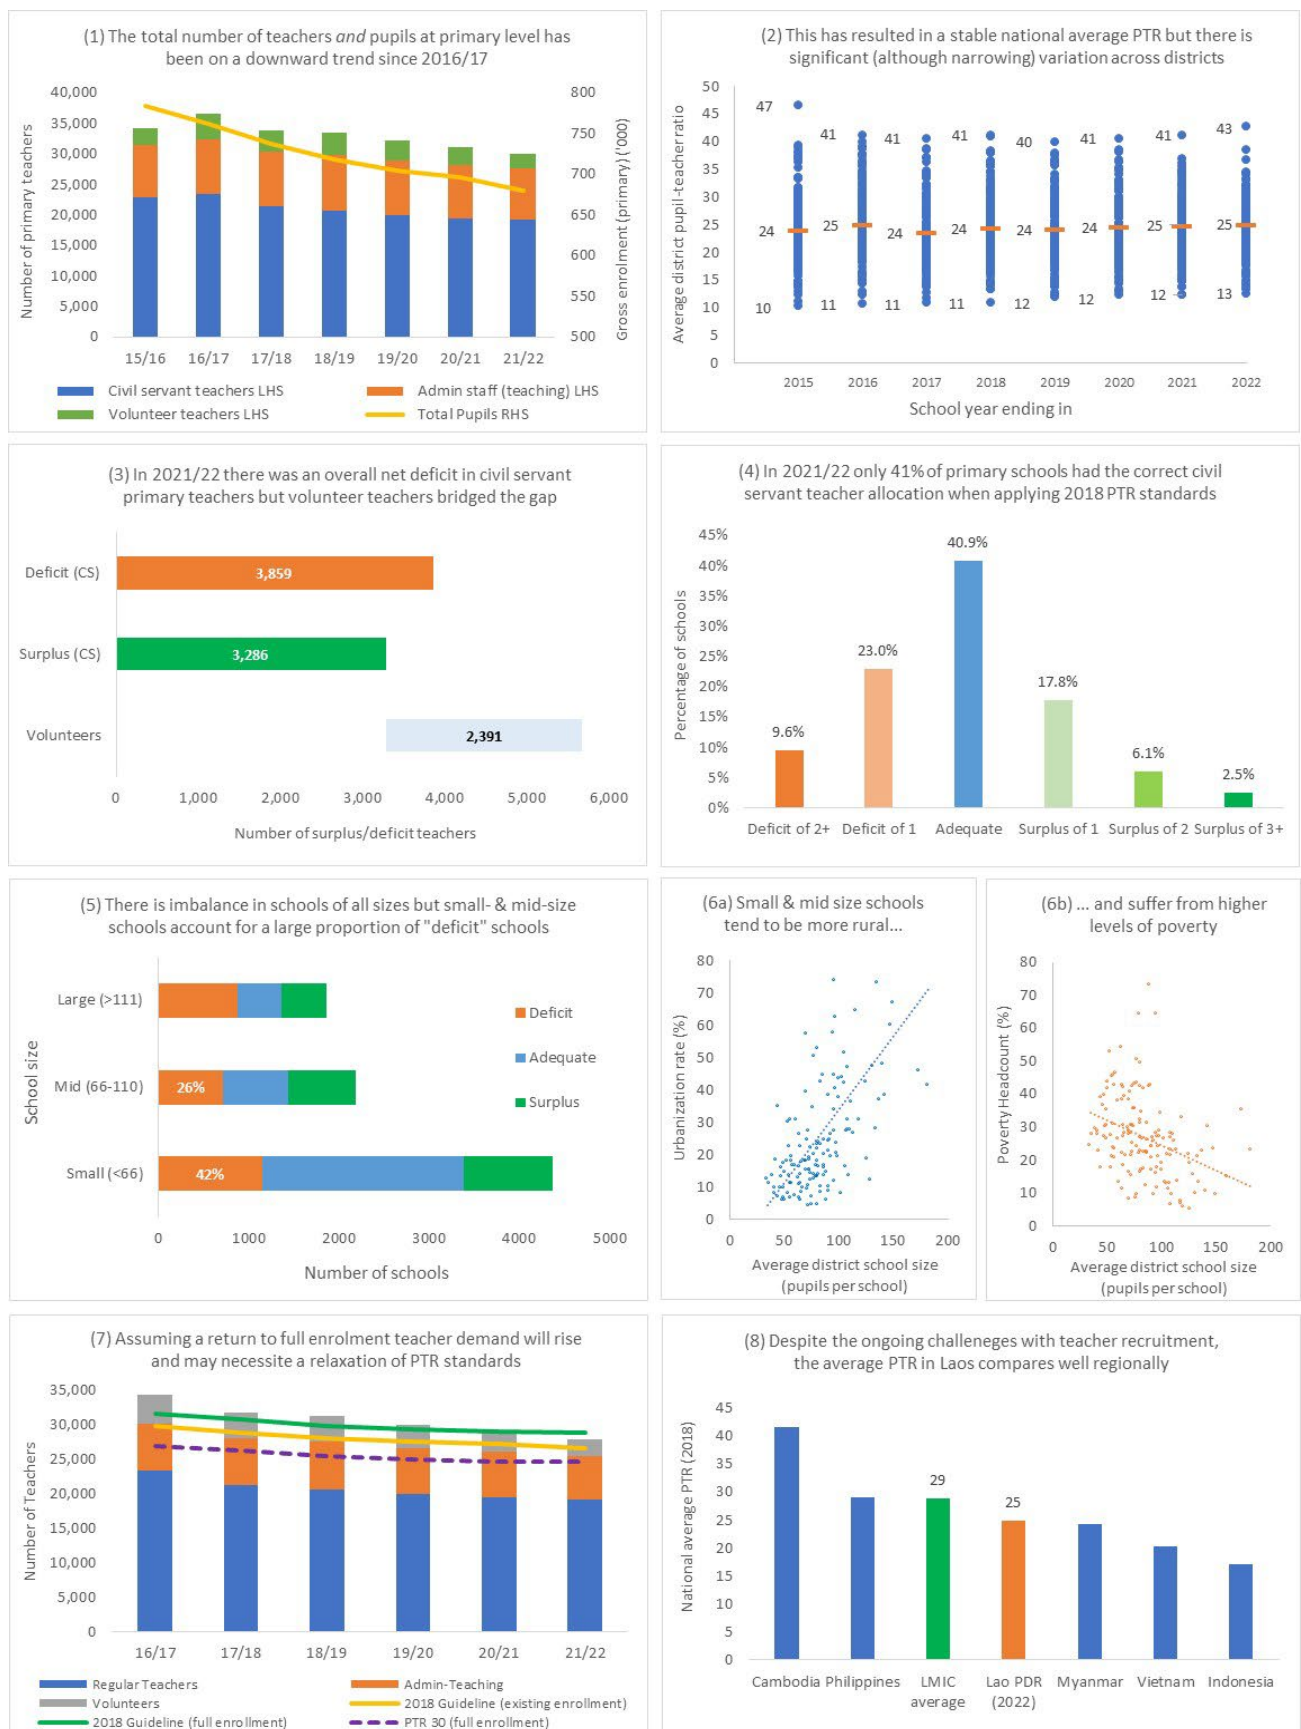 (1) The total number of teachers and pupils at primary level has
been on a downward trend since 2016/17
40,000
35,000
30,000
25,000
20,000
15,000
10,000
5,000
0
Number of primary teachers
800
750
700
650
600
550
500
Gross enrolment (primary) ('000)
15/16 16/17 17/18 18/19 19/20 20/21 21/22
Civil servant teachers LHS
Admin staff (teaching) LHS
Volunteer teachers LHS
Total Pupils RHS
(2) This has resulted in a stable national average PTR but there is
significant (although narrowing) variation across districts
50
45
40
35
30
25
20
15
10
5
0
Average district pupil-teacher ratio
47 41 41 41 40 41 41 43
24 25 24 24 24 24 25 25
10 11 11 11 12 12 12 13
2015 2016 2017 2018 2019 2020 2021 2022
School year ending in
(3) In 2021/22 there was an overall net deficit in civil servant
primary teachers but volunteer teachers bridged the gap
Deficit (CS) 3,859
Surplus (CS) 3,286
Volunteers 2,391
0 1,000 2,000 3,000 4,000 5,000 6,000
Number of surplus/deficit teachers
(4) In 2021/22 only 41% of primary schools had the correct civil
servant teacher allocation when applying 2018 PTR standards
45%
40%
35%
30%
25%
20%
15%
10%
5%
0%
Percentage of schools
9.6%
23.0%
40.9%
17.8%
6.1%
2.5%
Deficit of 2+ Deficit of 1 Adequate Surplus of 1 Surplus of 2 Surplus of 3+
(5) There is imbalance in schools of all sizes but small- & mid-size
schools account for a large proportion of "deficit" schools
School size
Large (>111)
Mid (66-110) 26%
Small (<66) 42%
Deficit
Adequate
Surplus
0 1000 2000 3000 4000 5000
Number of schools
(6a) Small & mid size schools
tend to be more rural...
80
70
60
50
40
30
20
10
0
Urbanization rate (%)
0 50 100 150 200
Average district school size
(pupils per school)
(6b) ... and suffer from higher
levels of poverty
80
70
60
50
40
30
20
10
0
Poverty Headcount (%)
0 50 100 150 200
Average district school size
(pupils per school)
(7) Assuming a return to full enrolment teacher demand will rise
and may necessite a relaxation of PTR standards
35,000
30,000
25,000
20,000
15,000
10,000
5,000
0
Number of Teachers
16/17 17/18 18/19 19/20 20/21 21/22
Regular Teachers
Admin-Teaching
Volunteers
2018 Guideline (existing enrollment)
2018 Guideline (full enrollment)
PTR 30 (full enrollment)
(8) Despite the ongoing challeneges with teacher recruitment,
the average PTR in Laos compares well regionally
45
40
35
30
25
20
15
10
5
0
National average PTR (2018)
29
25
Cambodia Philippines LMIC Lao PDR Myanmar Vietnam Indonesia
average (2022)